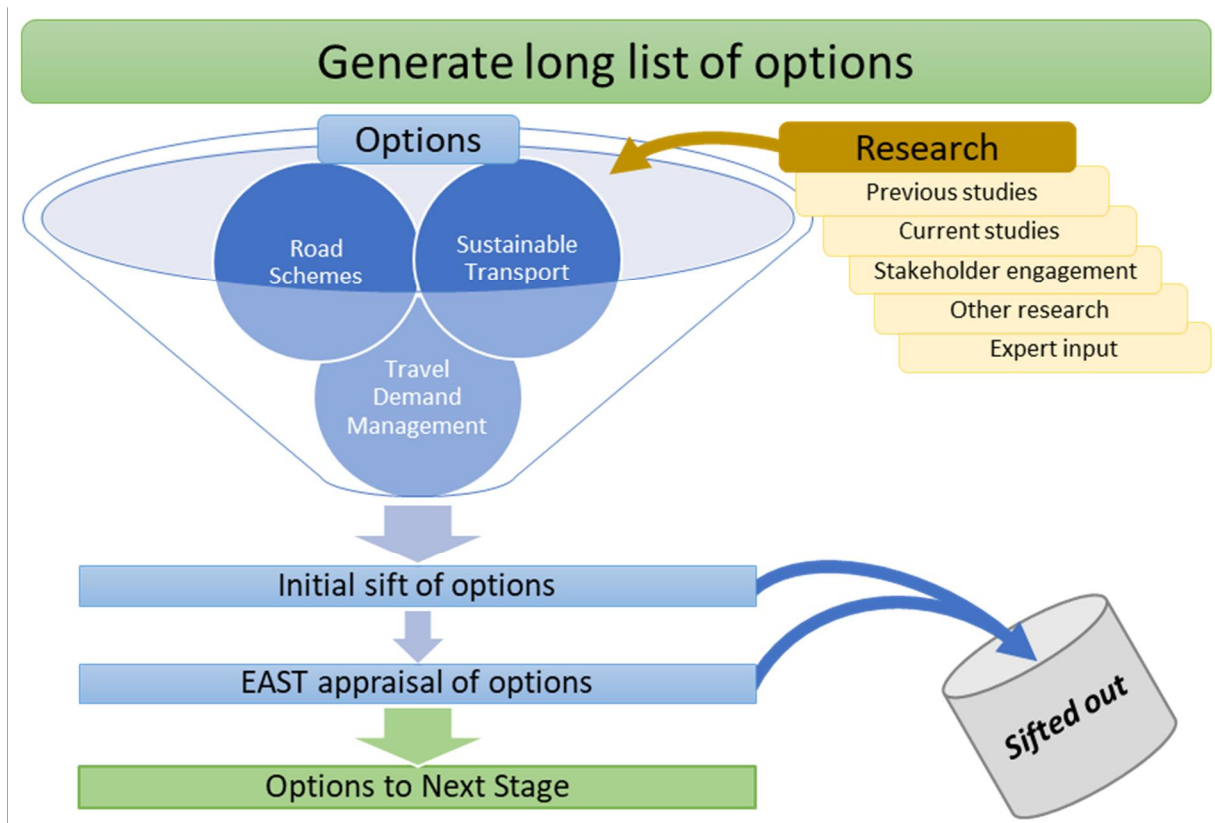 Generate long list of options
Options
Research
Previous studies
Current studies
Stakeholder engagement
Other research
Expert input
Road
Schemes
Sustainable
Transport
Travel
Demand
Management
Initial sift of options
EAST appraisal of options
Sifted out
Options to Next Stage